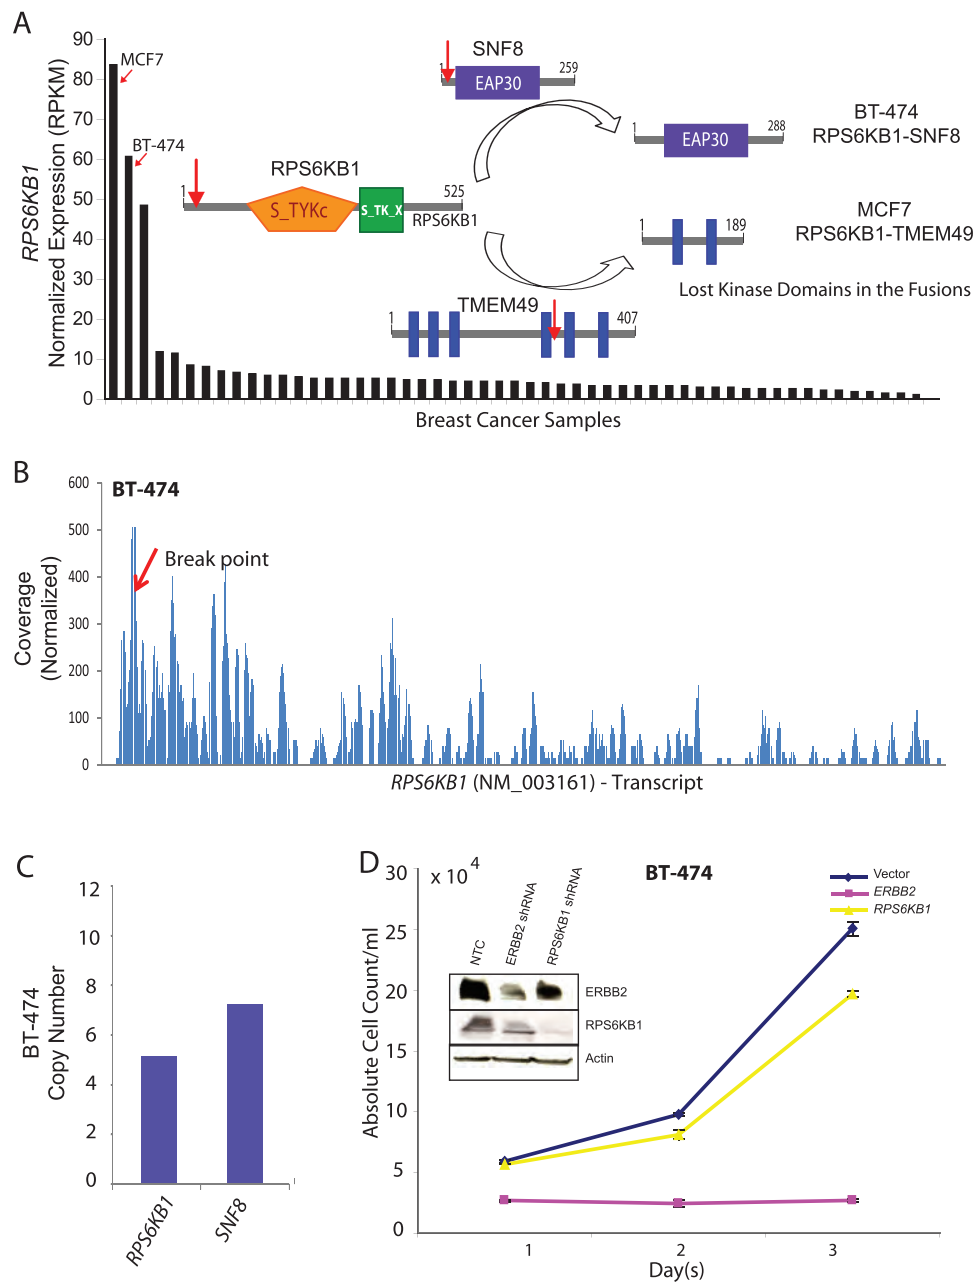 A
RPS6KB1
Normalized Expression (RPKM)
90
80
70
60
50
40
30
20
10
0
MCF7
BT-474
SNF8
1
259
EAP30
RPS6KB1
1
525
S_TYKc
S_TK_X
RPS6KB1
1
288
EAP30
BT-474
RPS6KB1-SNF8
1
189
MCF7
RPS6KB1-TMEM49
Lost Kinase Domains in the Fusions
TMEM49
1
407
Breast Cancer Samples
B
BT-474
Coverage
(Normalized)
600
500
400
300
200
100
0
Break point
RPS6KB1 (NM_003161) - Transcript
C
BT-474
Copy Number
12
10
8
6
4
2
0
RPS6KB1
SNF8
D
BT-474
Absolute Cell Count/ml
30
25
20
15
10
5
0
x 10⁴
Vector
ERBB2
RPS6KB1
NTC
ERBB2 shRNA
RPS6KB1 shRNA
ERBB2
RPS6KB1
Actin
1
2
3
Day(s)